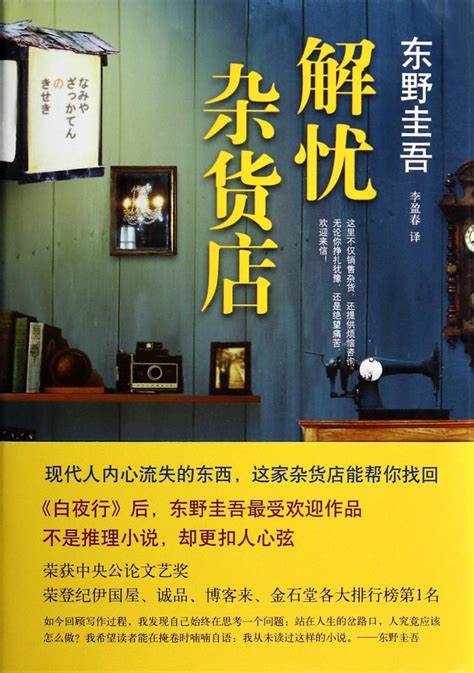 なみや
ざっかてん
の
きせき
解忧
杂货店
东野圭吾
李盈春 译
这里不仅销售杂货，还提供烦恼咨询。
无论你挣扎犹豫，还是绝望痛苦，
欢迎来信！
现代人内心流失的东西，这家杂货店能帮你找回
《白夜行》后，东野圭吾最受欢迎作品
不是推理小说，却更扣人心弦
荣获中央公论文艺奖
荣登纪伊国屋、诚品、博客来、金石堂各大排行榜第1名
如今回顾写作过程，我发现自己始终在思考一个问题：站在人生的岔路口，人究竟应该
怎么做？我希望读者能在掩卷时喃喃自语：我从未读过这样的小说。——东野圭吾